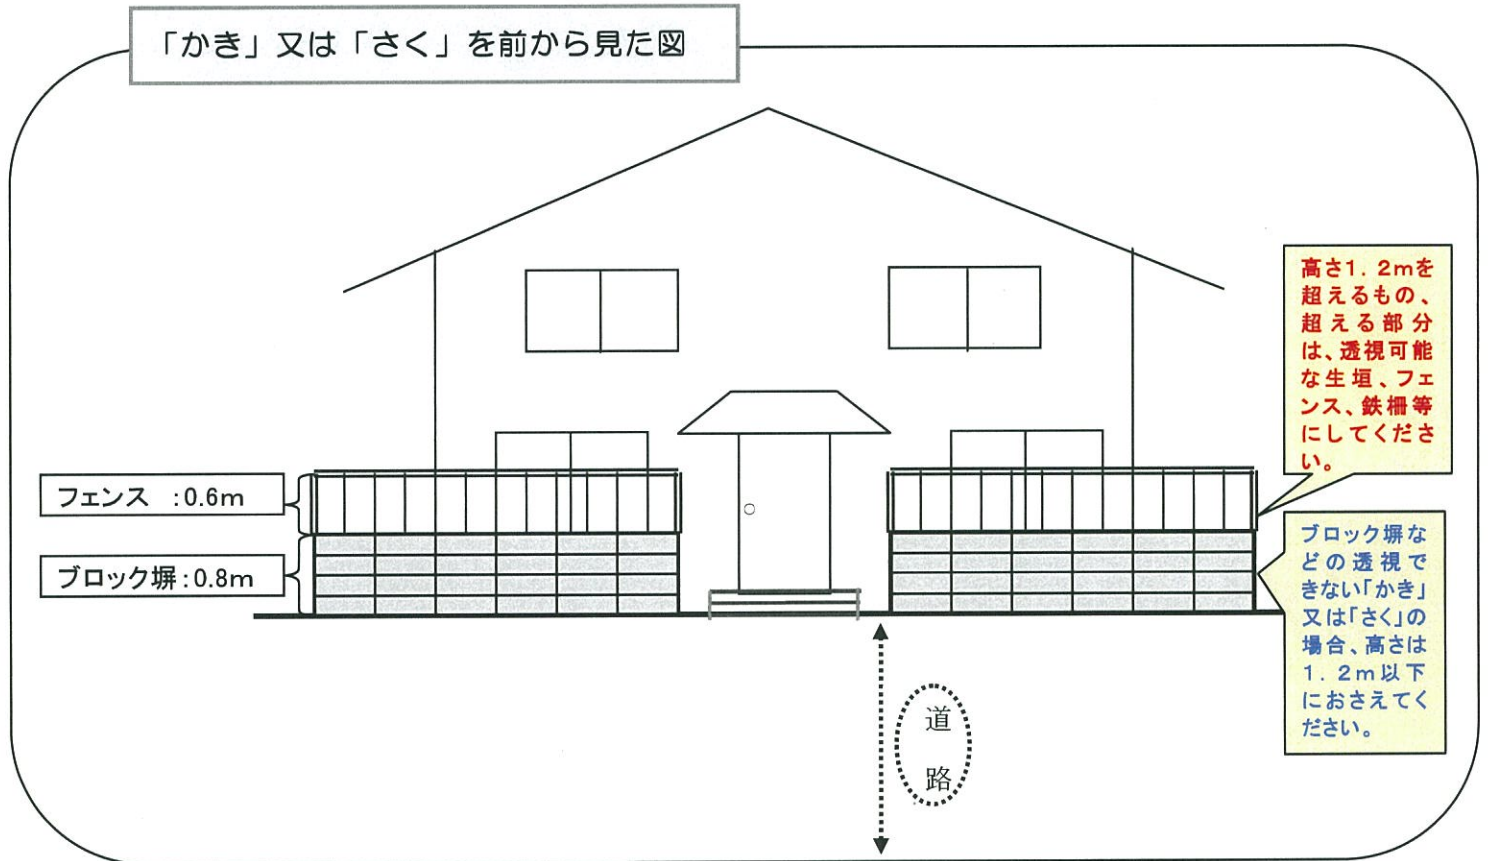 「かき」又は「さく」を前から見た図
高さ1.2mを
超えるもの、
超える部分
は、透視可能
な生垣、フェ
ンス、鉄柵等
にしてくださ
い。
フェンス :0.6m
ブロック塀:0.8m
ブロック塀な
どの透視で
きない「かき」
又は「さく」の
場合、高さは
1.2m以下
におさえてく
ださい。
道
路